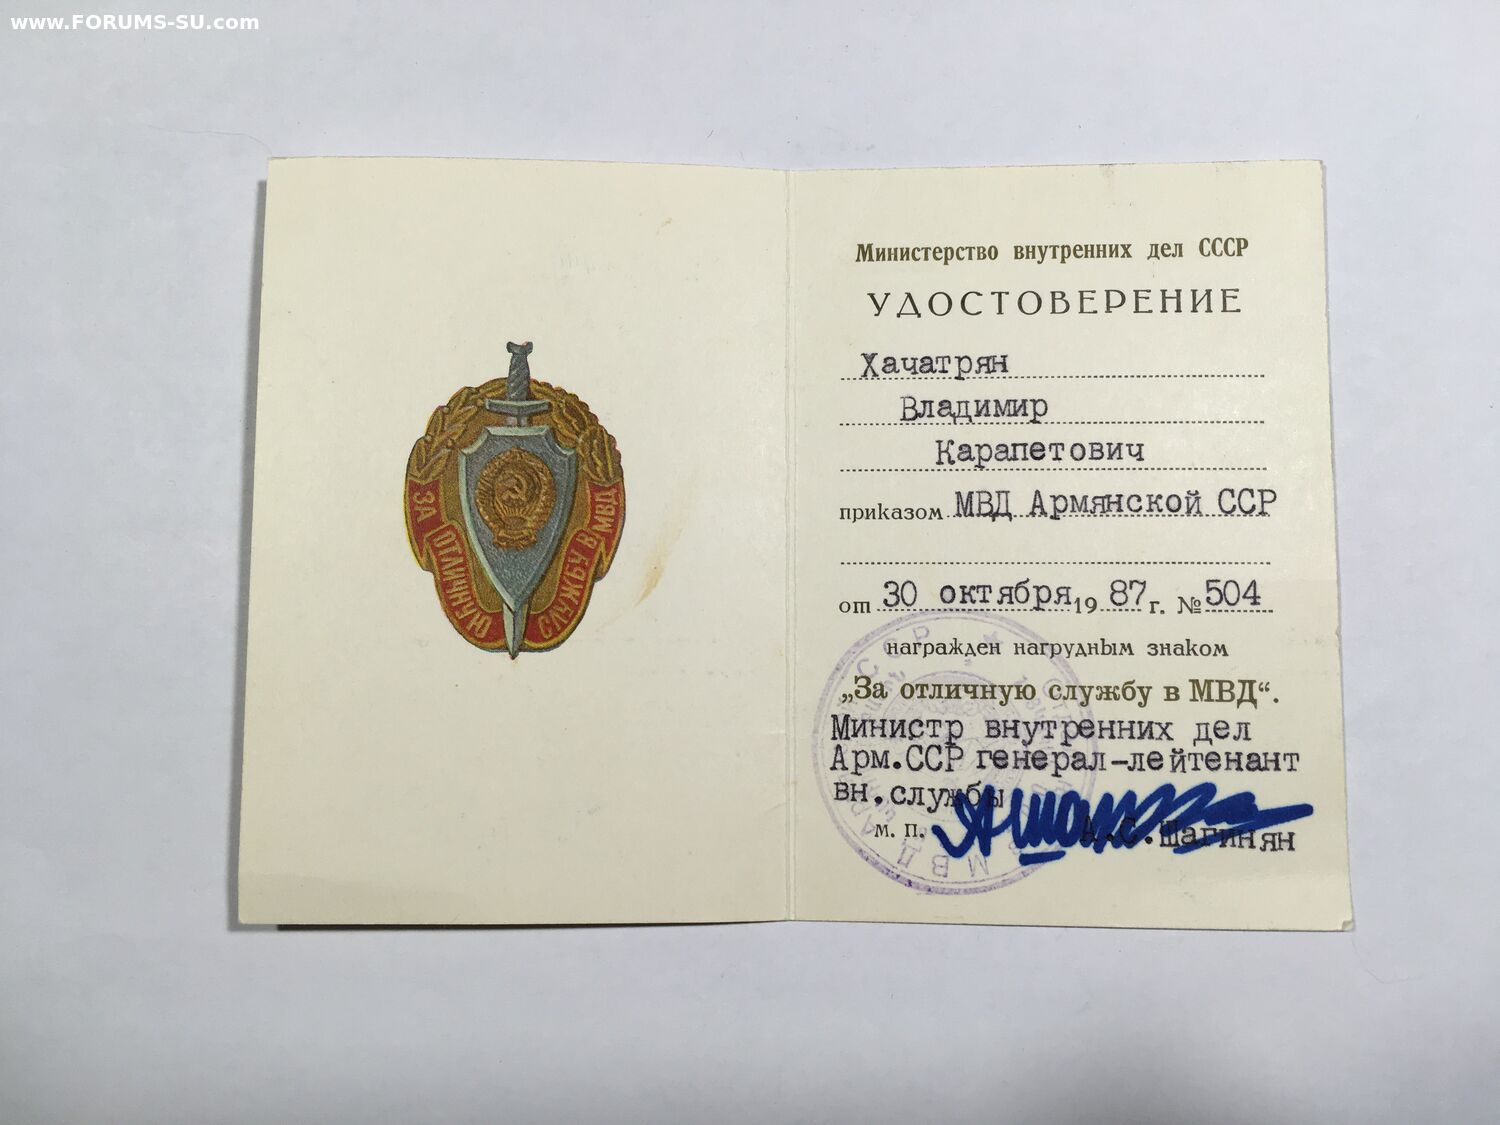 www.FORUMS-SU.com
ЗА ОТЛИЧНУЮ СЛУЖБУ В МВД
Министерство внутренних дел СССР
УДОСТОВЕРЕНИЕ
Хачатрян
Владимир
Карапетович
приказом МВД Армянской ССР
от 30 октября 19 87 г. № 504
награжден нагрудным знаком
„За отличную службу в МВД“.
Министр внутренних дел
Арм.ССР генерал-лейтенант
вн.службы
м. п. А.С.Шагинян